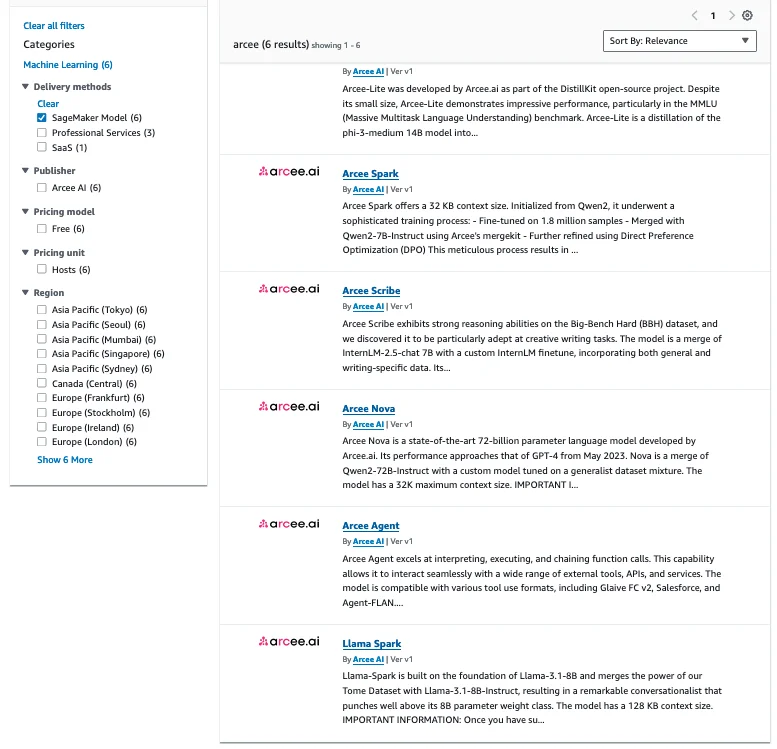 Clear all filters
Categories
Machine Learning (6)
Delivery methods
Clear
SageMaker Model (6)
Professional Services (3)
SaaS (1)
Publisher
Arcee AI (6)
Pricing model
Free (6)
Pricing unit
Hosts (6)
Region
Asia Pacific (Tokyo) (6)
Asia Pacific (Seoul) (6)
Asia Pacific (Mumbai) (6)
Asia Pacific (Singapore) (6)
Asia Pacific (Sydney) (6)
Canada (Central) (6)
Europe (Frankfurt) (6)
Europe (Stockholm) (6)
Europe (Ireland) (6)
Europe (London) (6)
Show 6 More
1
arcee (6 results) showing 1 - 6
Sort By: Relevance
By Arcee AI | Ver v1
Arcee-Lite was developed by Arcee.ai as part of the DistillKit open-source project. Despite
its small size, Arcee-Lite demonstrates impressive performance, particularly in the MMLU
(Massive Multitask Language Understanding) benchmark. Arcee-Lite is a distillation of the
phi-3-medium 14B model into...
arcee.ai
Arcee Spark
By Arcee AI | Ver v1
Arcee Spark offers a 32 KB context size. Initialized from Qwen2, it underwent a
sophisticated training process: - Fine-tuned on 1.8 million samples - Merged with
Qwen2-7B-Instruct using Arcee's mergekit - Further refined using Direct Preference
Optimization (DPO) This meticulous process results in ...
arcee.ai
Arcee Scribe
By Arcee AI | Ver v1
Arcee Scribe exhibits strong reasoning abilities on the Big-Bench Hard (BBH) dataset, and
we discovered it to be particularly adept at creative writing tasks. The model is a merge of
InternLM-2.5-chat 7B with a custom InternLM finetune, incorporating both general and
writing-specific data. Its...
arcee.ai
Arcee Nova
By Arcee AI | Ver v1
Arcee Nova is a state-of-the-art 72-billion parameter language model developed by
Arcee.ai. Its performance approaches that of GPT-4 from May 2023. Nova is a merge of
Qwen2-72B-Instruct with a custom model tuned on a generalist dataset mixture. The
model has a 32K maximum context size. IMPORTANT I...
arcee.ai
Arcee Agent
By Arcee AI | Ver v1
Arcee Agent excels at interpreting, executing, and chaining function calls. This capability
allows it to interact seamlessly with a wide range of external tools, APIs, and services. The
model is compatible with various tool use formats, including Glaive FC v2, Salesforce, and
Agent-FLAN....
arcee.ai
Llama Spark
By Arcee AI | Ver v1
Llama-Spark is built on the foundation of Llama-3.1-8B and merges the power of our
Tome Dataset with Llama-3.1-8B-Instruct, resulting in a remarkable conversationalist that
punches well above its 8B parameter weight class. The model has a 128 KB context size.
IMPORTANT INFORMATION: Once you have su...